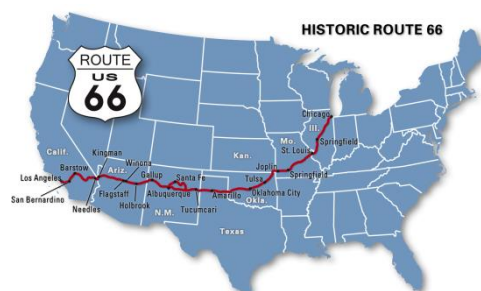 HISTORIC ROUTE 66
ROUTE
US
66
Chicago
Ill.
Springfield
Mo.
St. Louis
Calif.
Kan.
Kingman
Joplin
Springfield
Barstow
Winona
Ariz.
Gallup
Santa Fe
Tulsa
Los Angeles
Oklahoma City
Okla.
San Bernardino
Flagstaff
Albuquerque
Amarillo
Needles
Holbrook
N.M.
Tucumcari
Texas